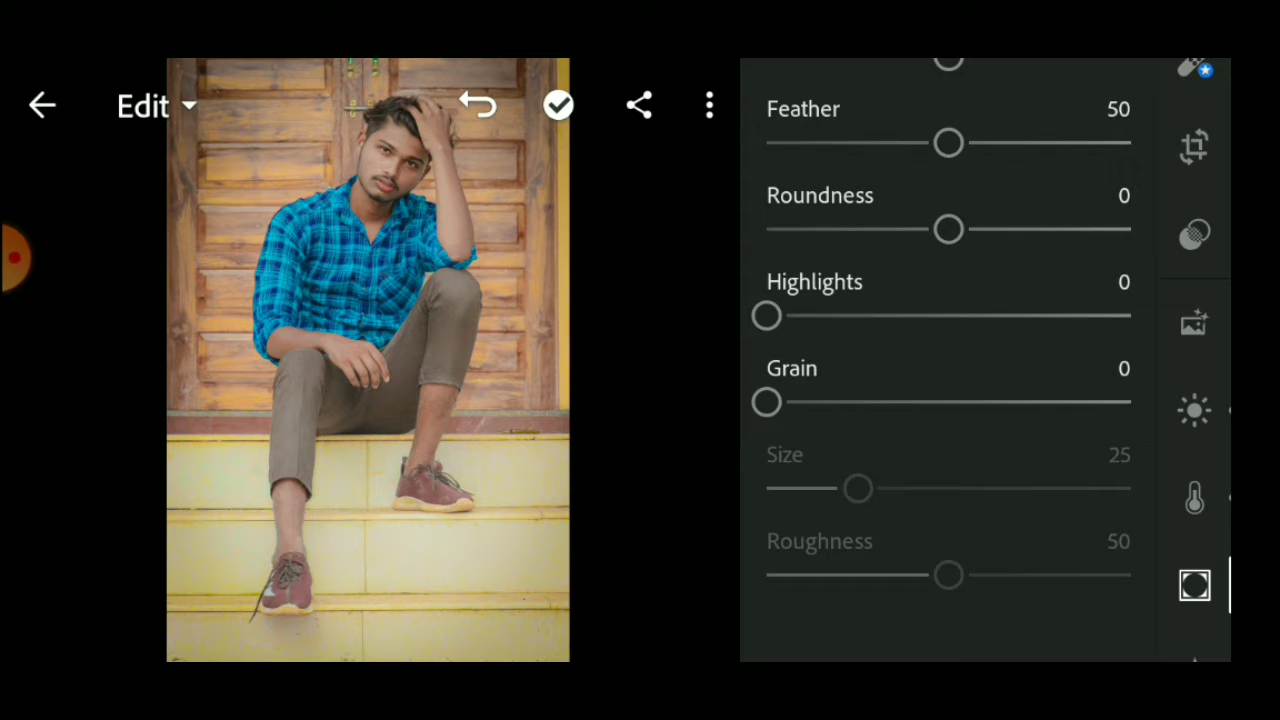 Edit
Feather 50
Roundness 0
Highlights 0
Grain 0
Size 25
Roughness 50